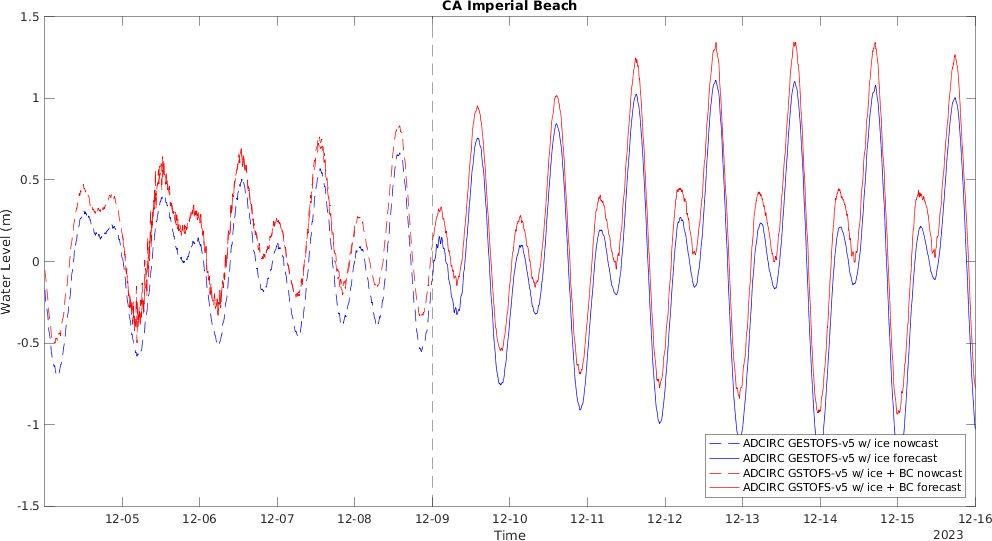 CA Imperial Beach
1.5
1
0.5
0
-0.5
-1
-1.5
Water Level (m)
12-05 12-06 12-07 12-08 12-09 12-10 12-11 12-12 12-13 12-14 12-15 12-16
Time
2023
ADCIRC GESTOFS-v5 w/ ice nowcast
ADCIRC GESTOFS-v5 w/ ice forecast
ADCIRC GSTOFS-v5 w/ ice + BC nowcast
ADCIRC GSTOFS-v5 w/ ice + BC forecast